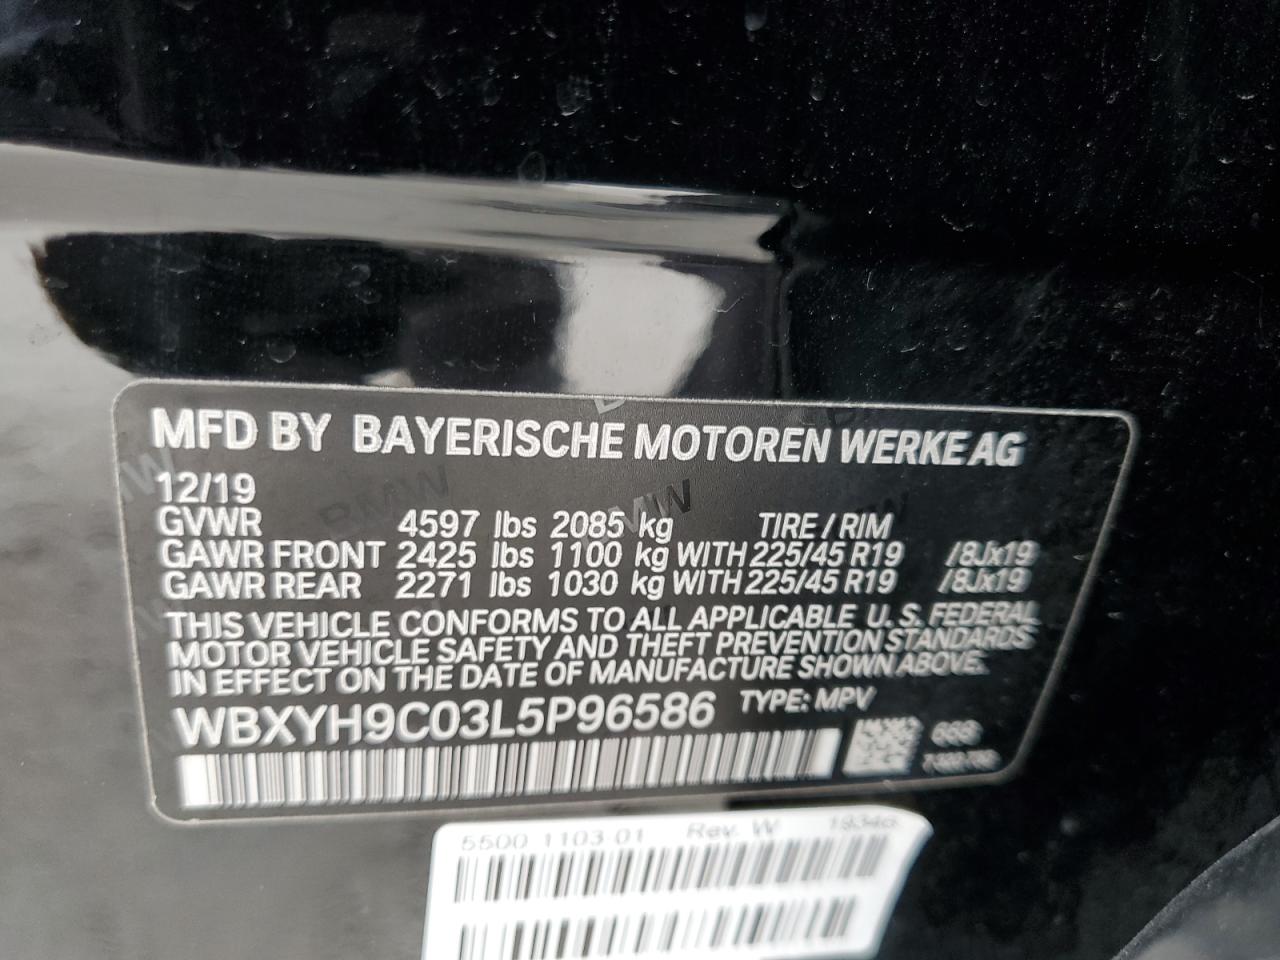 MFD BY BAYERISCHE MOTOREN WERKE AG
12/19
GVWR 4597 lbs 2085 kg TIRE / RIM
GAWR FRONT 2425 lbs 1100 kg WITH 225/45 R19 /8Jx19
GAWR REAR 2271 lbs 1030 kg WITH 225/45 R19 /8Jx19
THIS VEHICLE CONFORMS TO ALL APPLICABLE U.S. FEDERAL
MOTOR VEHICLE SAFETY AND THEFT PREVENTION STANDARDS
IN EFFECT ON THE DATE OF MANUFACTURE SHOWN ABOVE.
WBXYH9C03L5P96586 TYPE: MPV
668
5500 1103-01 Rev. W